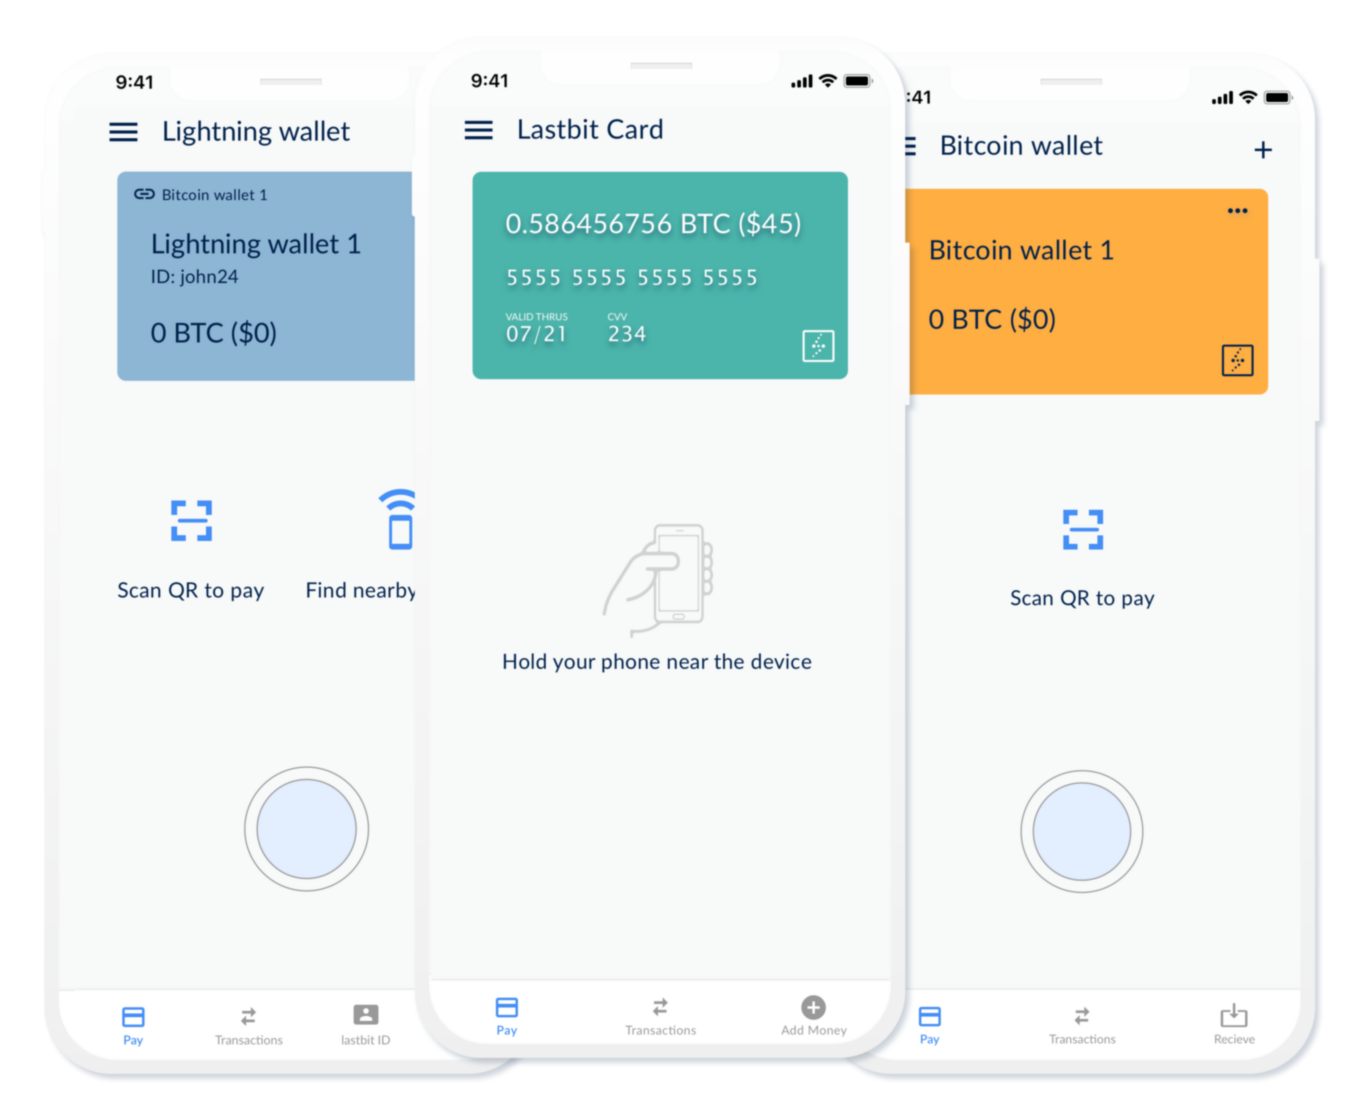 9:41
Lightning wallet
Bitcoin wallet 1
Lightning wallet 1
ID: john24
0 BTC ($0)
Scan QR to pay
Find nearby
Pay
Transactions
lastbit ID
9:41
Lastbit Card
0.586456756 BTC ($45)
5555 5555 5555 5555
VALID THRUS
CVV
07/21
234
Hold your phone near the device
Pay
Transactions
Add Money
:41
Bitcoin wallet
+
Bitcoin wallet 1
0 BTC ($0)
Scan QR to pay
Pay
Transactions
Recieve